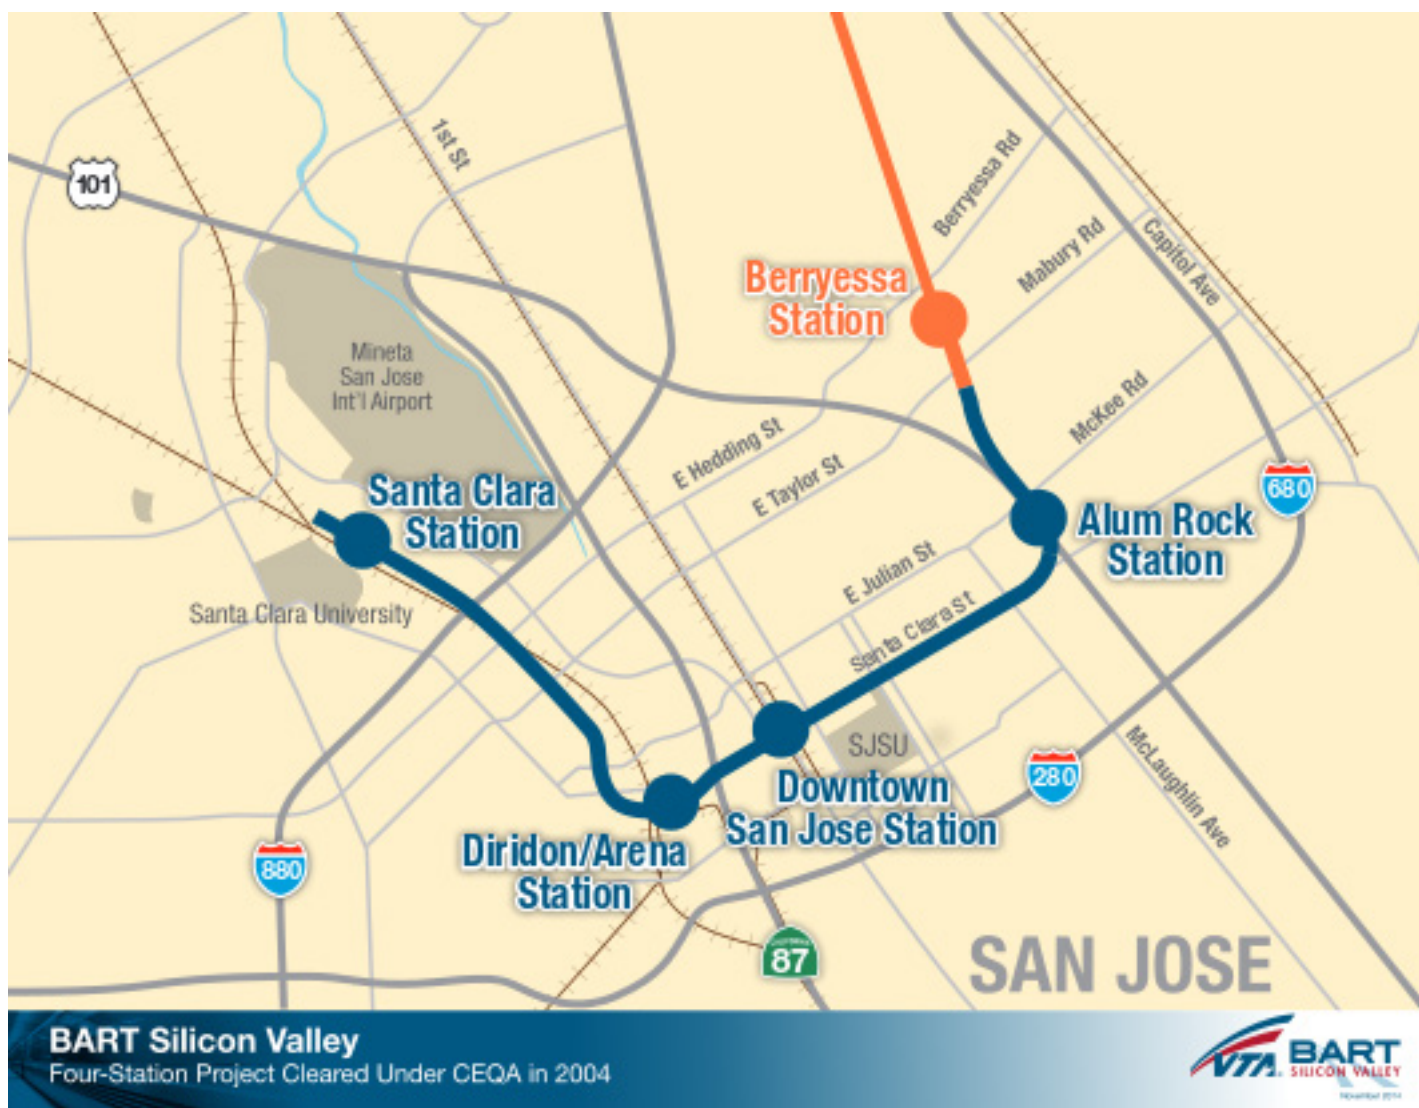 101
1st St
Berryessa Rd
Mabury Rd
Capitol Ave
Berryessa
Station
Mineta
San Jose
Int'l Airport
McKee Rd
E Hedding St
E Taylor St
680
Santa Clara
Station
Alum Rock
Station
E Julian St
Santa Clara St
Santa Clara University
SJSU
McLaughlin Ave
280
Downtown
San Jose Station
Diridon/Arena
Station
880
87
SAN JOSE
BART Silicon Valley
Four-Station Project Cleared Under CEQA in 2004
VTA
BART
SILICON VALLEY
November 2014